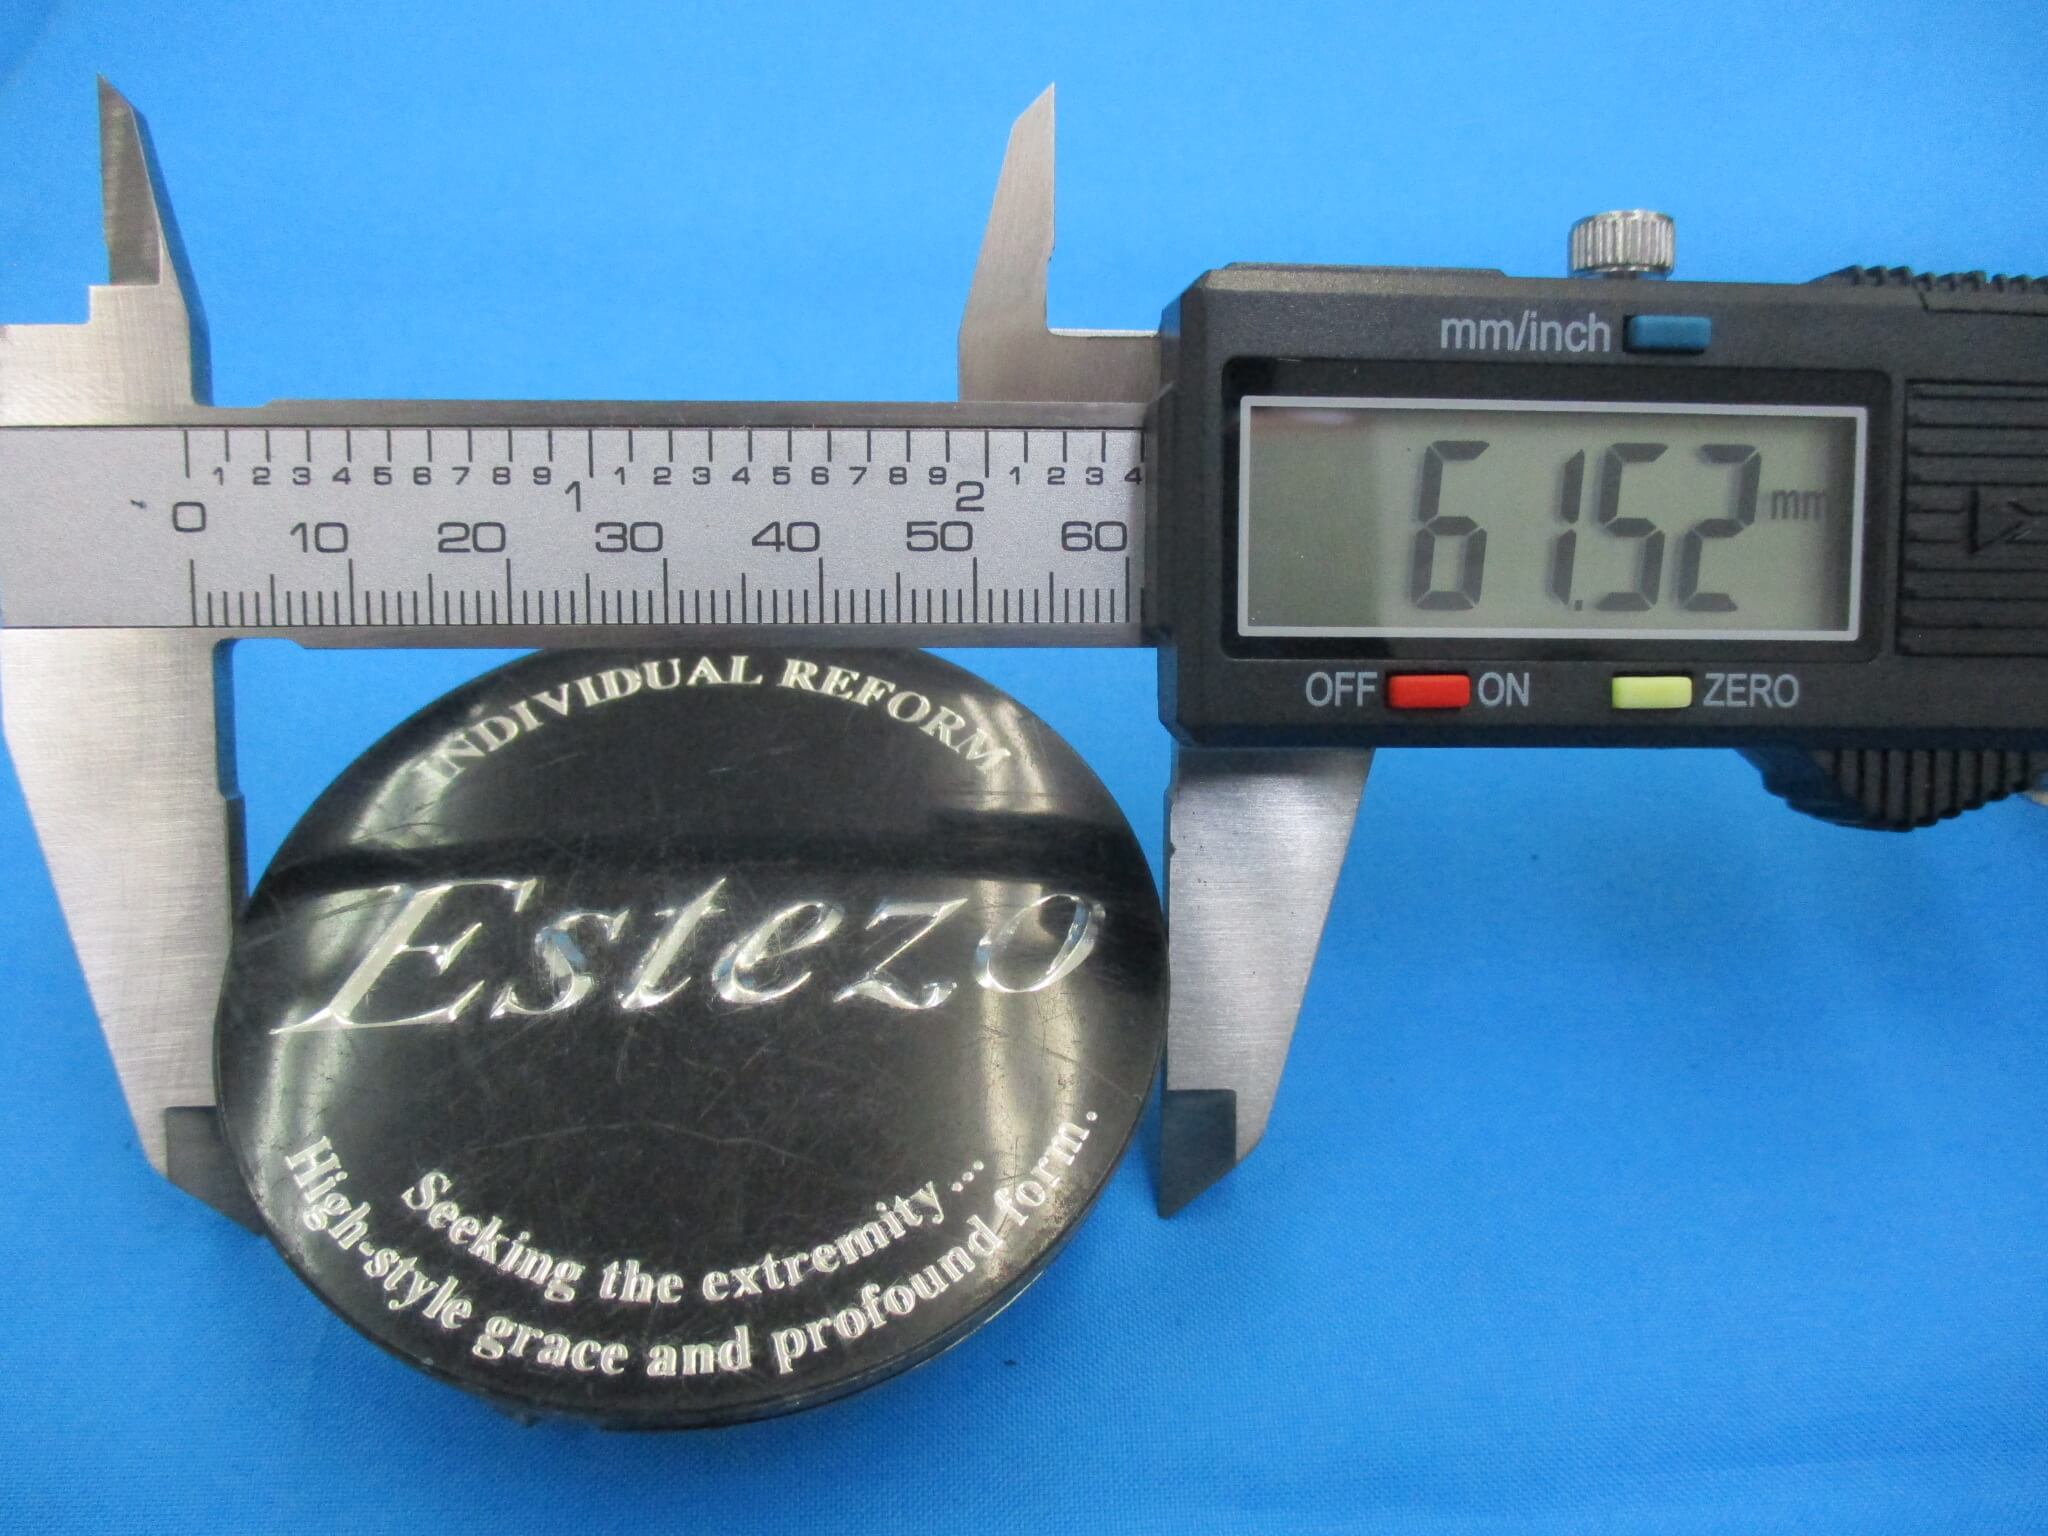 mm/inch
1 2 3 4 5 6 7 8 9 1 1 2 3 4 5 6 7 8 9 2 1 2 3 4
0 10 20 30 40 50 60
61.52 mm
OFF ON ZERO
INDIVIDUAL REFORM
Estezo
Seeking the extremity...
High-style grace and profound form.